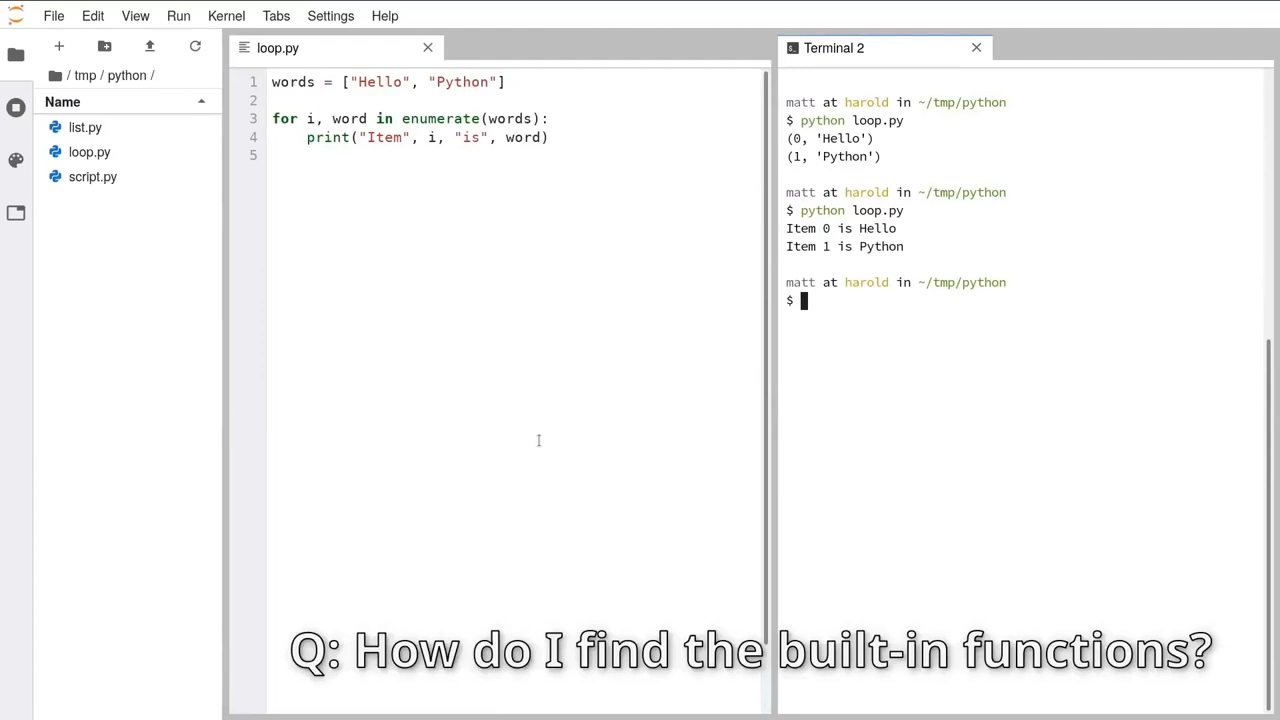 File Edit View Run Kernel Tabs Settings Help
/ tmp / python /
Name
list.py
loop.py
script.py
loop.py
1 words = ["Hello", "Python"]
2
3 for i, word in enumerate(words):
4     print("Item", i, "is", word)
5
Terminal 2
matt at harold in ~/tmp/python
$ python loop.py
(0, 'Hello')
(1, 'Python')
matt at harold in ~/tmp/python
$ python loop.py
Item 0 is Hello
Item 1 is Python
matt at harold in ~/tmp/python
$
Q: How do I find the built-in functions?